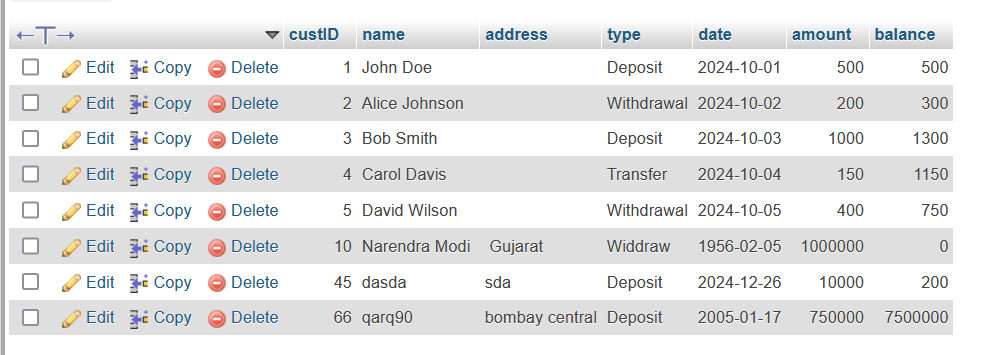 custID name address type date amount balance
Edit Copy Delete 1 John Doe Deposit 2024-10-01 500 500
Edit Copy Delete 2 Alice Johnson Withdrawal 2024-10-02 200 300
Edit Copy Delete 3 Bob Smith Deposit 2024-10-03 1000 1300
Edit Copy Delete 4 Carol Davis Transfer 2024-10-04 150 1150
Edit Copy Delete 5 David Wilson Withdrawal 2024-10-05 400 750
Edit Copy Delete 10 Narendra Modi Gujarat Widdraw 1956-02-05 1000000 0
Edit Copy Delete 45 dasda sda Deposit 2024-12-26 10000 200
Edit Copy Delete 66 qarq90 bombay central Deposit 2005-01-17 750000 7500000